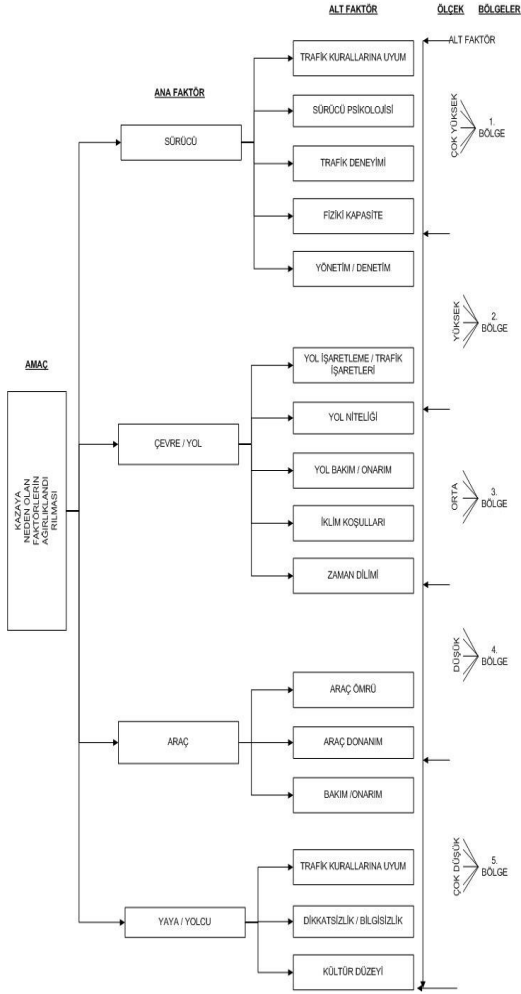 ALT FAKTÖR
ÖLÇEK
BÖLGELER
ALT FAKTÖR
TRAFİK KURALLARINA UYUM
ANA FAKTÖR
SÜRÜCÜ PSİKOLOJİSİ
SÜRÜCÜ
TRAFİK DENEYİMİ
FİZİKİ KAPASİTE
YÖNETİM / DENETİM
ÇOK YÜKSEK
1.
BÖLGE
YÜKSEK
2.
BÖLGE
AMAÇ
KAZAYA
NEDEN OLAN
FAKTÖRLERİN
AĞIRLIKLANDI
RILMASI
YOL İŞARETLEME / TRAFİK
İŞARETLERİ
YOL NİTELİĞİ
ÇEVRE / YOL
YOL BAKIM / ONARIM
İKLİM KOŞULLARI
ZAMAN DİLİMİ
ORTA
3.
BÖLGE
DÜŞÜK
4.
BÖLGE
ARAÇ ÖMRÜ
ARAÇ
ARAÇ DONANIM
BAKIM /ONARIM
ÇOK DÜŞÜK
5.
BÖLGE
TRAFİK KURALLARINA UYUM
YAYA / YOLCU
DİKKATSİZLİK / BİLGİSİZLİK
KÜLTÜR DÜZEYİ